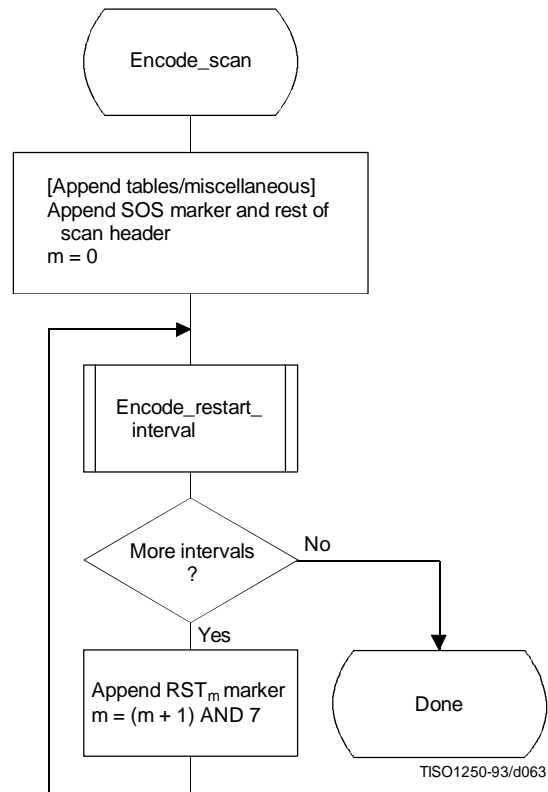 Encode_scan
[Append tables/miscellaneous]
Append SOS marker and rest of
scan header
m = 0
Encode_restart_
interval
More intervals
?
No
Yes
Append RSTm marker
m = (m + 1) AND 7
Done
TISO1250-93/d063